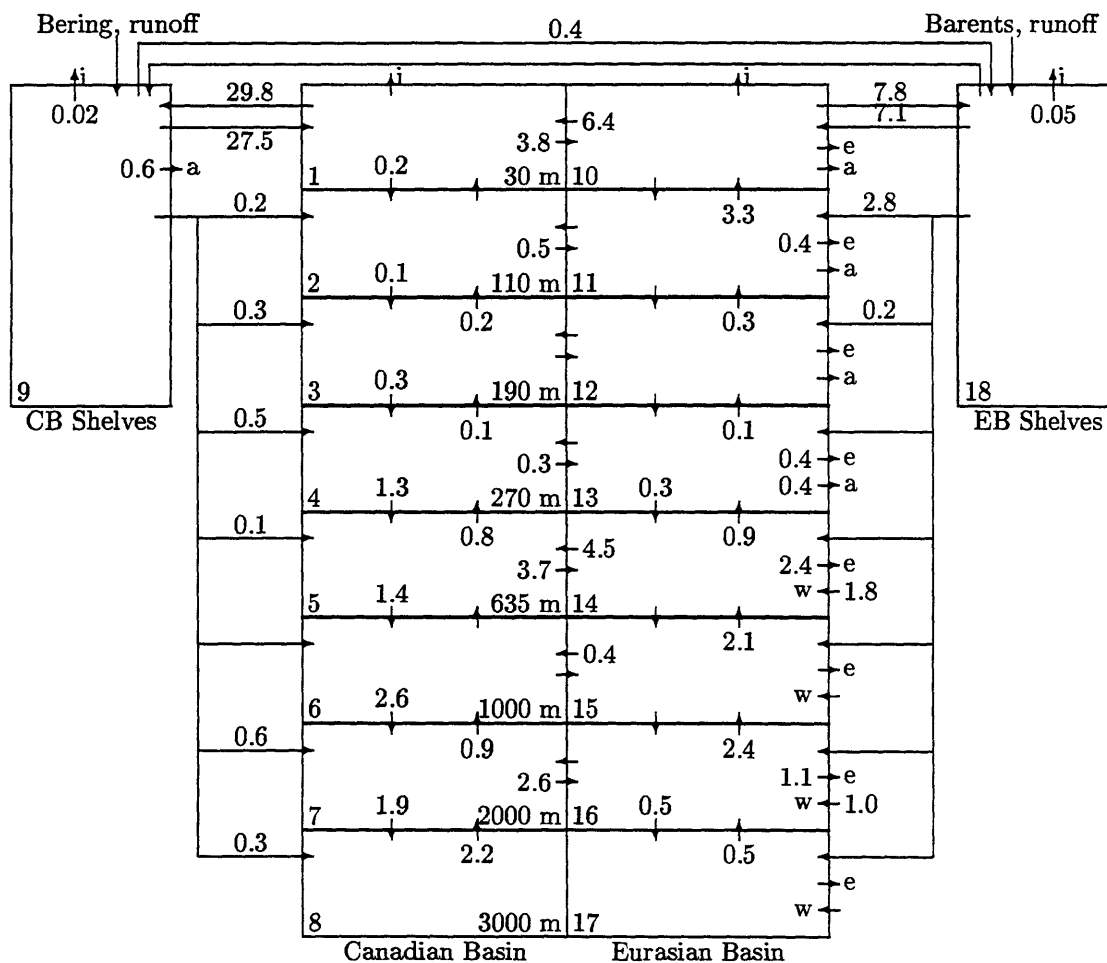 Bering, runoff 0.4 Barents, runoff
i i i i
29.8 7.8
0.02 7.1 0.05
27.5 6.4
3.8 e
0.6 a 0.2 a
1 30 m 10
0.2 3.3 2.8
0.5 0.4 e
0.1 a
2 110 m 11
0.3 0.2 0.3 0.2
e
0.3 a
9 3 190 m 12 18
CB Shelves EB Shelves
0.5 0.1 0.1
0.3 0.4 e
1.3 0.3 0.4 a
4 270 m 13
0.1 0.8 0.9
4.5
3.7 2.4 e
1.4 w 1.8
5 635 m 14
2.1
0.4
e
2.6 w
6 1000 m 15
0.6 0.9 2.4
2.6 1.1 e
1.9 0.5 w 1.0
7 2000 m 16
0.3 2.2 0.5
e
w
8 3000 m 17
Canadian Basin Eurasian Basin